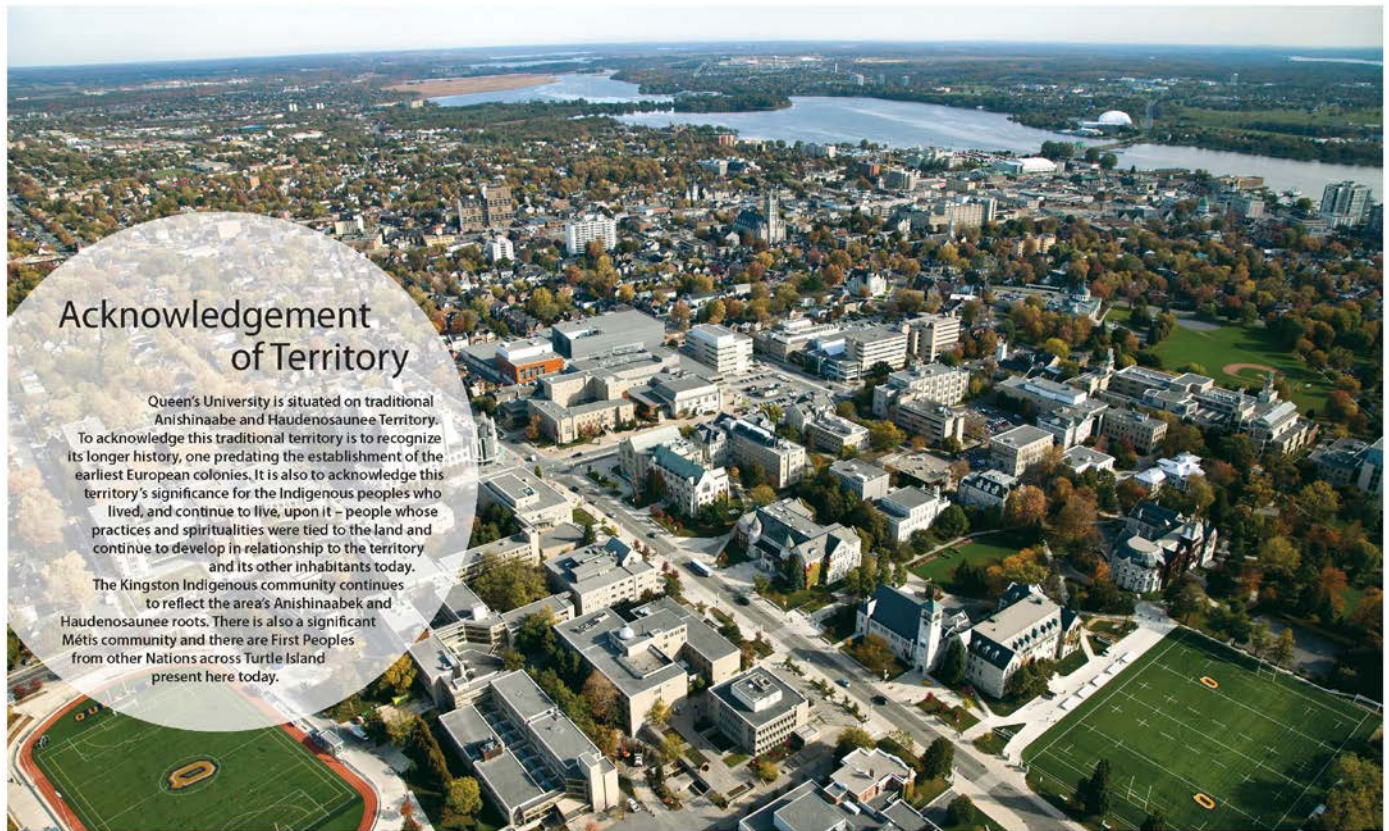 Acknowledgement
of Territory
Queen's University is situated on traditional
Anishinaabe and Haudenosaunee Territory.
To acknowledge this traditional territory is to recognize
its longer history, one predating the establishment of the
earliest European colonies. It is also to acknowledge this
territory's significance for the Indigenous peoples who
lived, and continue to live, upon it – people whose
practices and spiritualities were tied to the land and
continue to develop in relationship to the territory
and its other inhabitants today.
The Kingston Indigenous community continues
to reflect the area's Anishinaabek and
Haudenosaunee roots. There is also a significant
Métis community and there are First Peoples
from other Nations across Turtle Island
present here today.